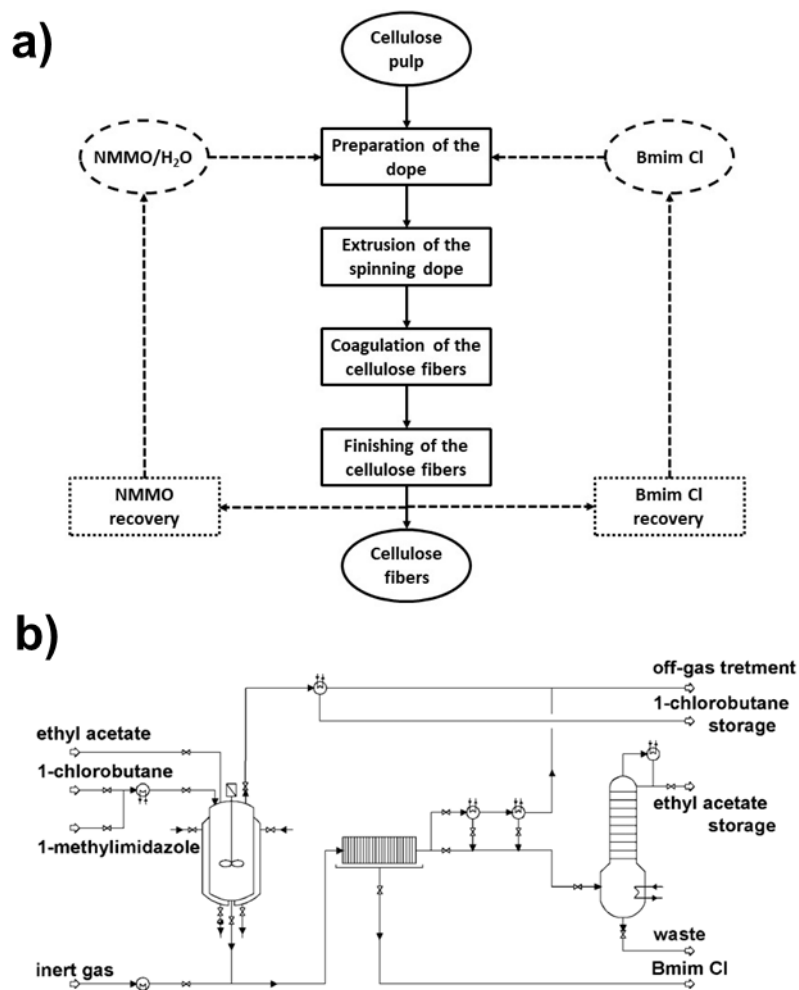 a)
Cellulose
pulp
NMMO/H₂O
Preparation of the
dope
Bmim Cl
Extrusion of the
spinning dope
Coagulation of the
cellulose fibers
Finishing of the
cellulose fibers
NMMO
recovery
Bmim Cl
recovery
Cellulose
fibers
b)
off-gas tretment
1-chlorobutane
storage
ethyl acetate
1-chlorobutane
1-methylimidazole
ethyl acetate
storage
waste
inert gas
Bmim Cl